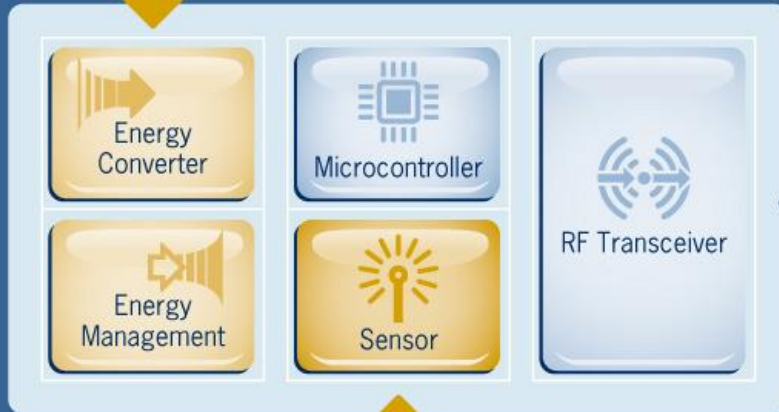 Energy
Converter
Microcontroller
RF Transceiver
Energy
Management
Sensor